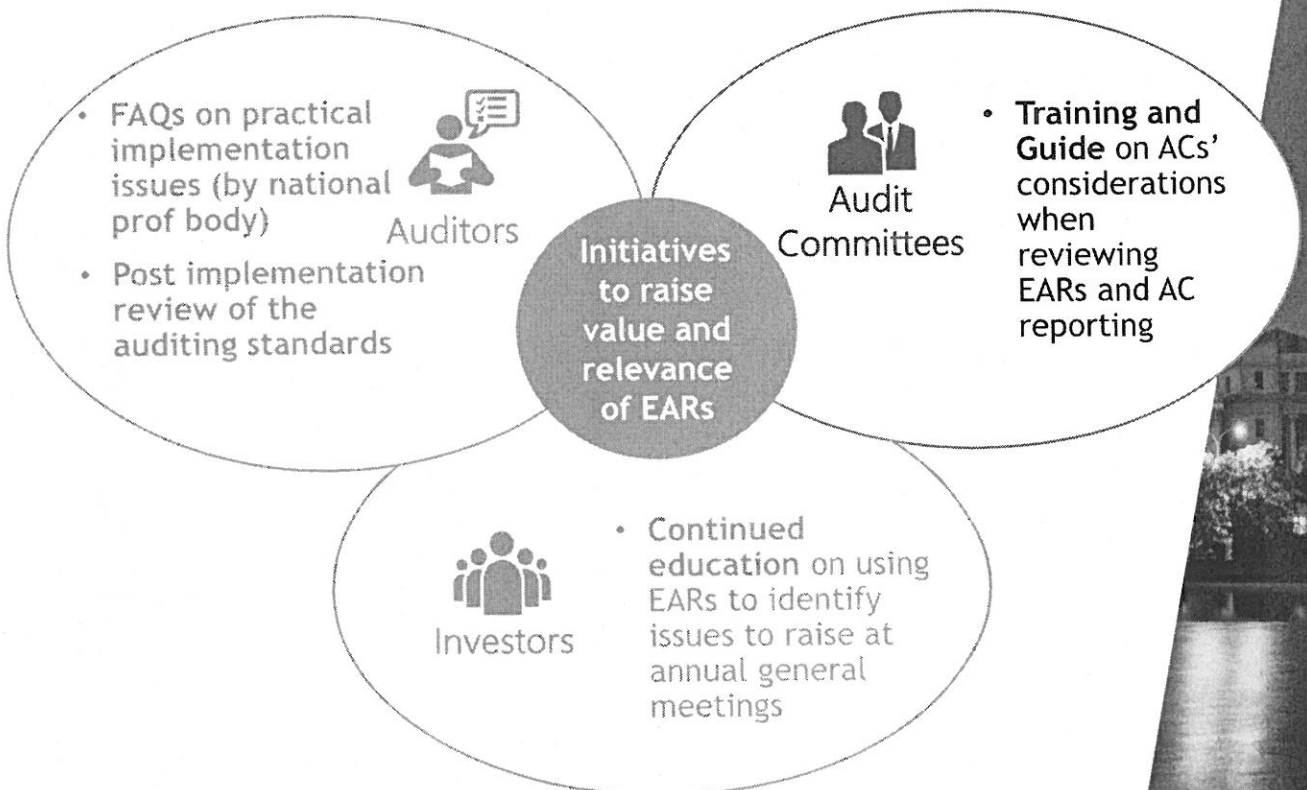 • FAQs on practical
implementation
issues (by national
prof body)
• Post implementation
review of the
auditing standards
Auditors
Initiatives
to raise
value and
relevance
of EARs
Audit
Committees
• Training and
Guide on ACs'
considerations
when
reviewing
EARs and AC
reporting
Investors
• Continued
education on using
EARs to identify
issues to raise at
annual general
meetings